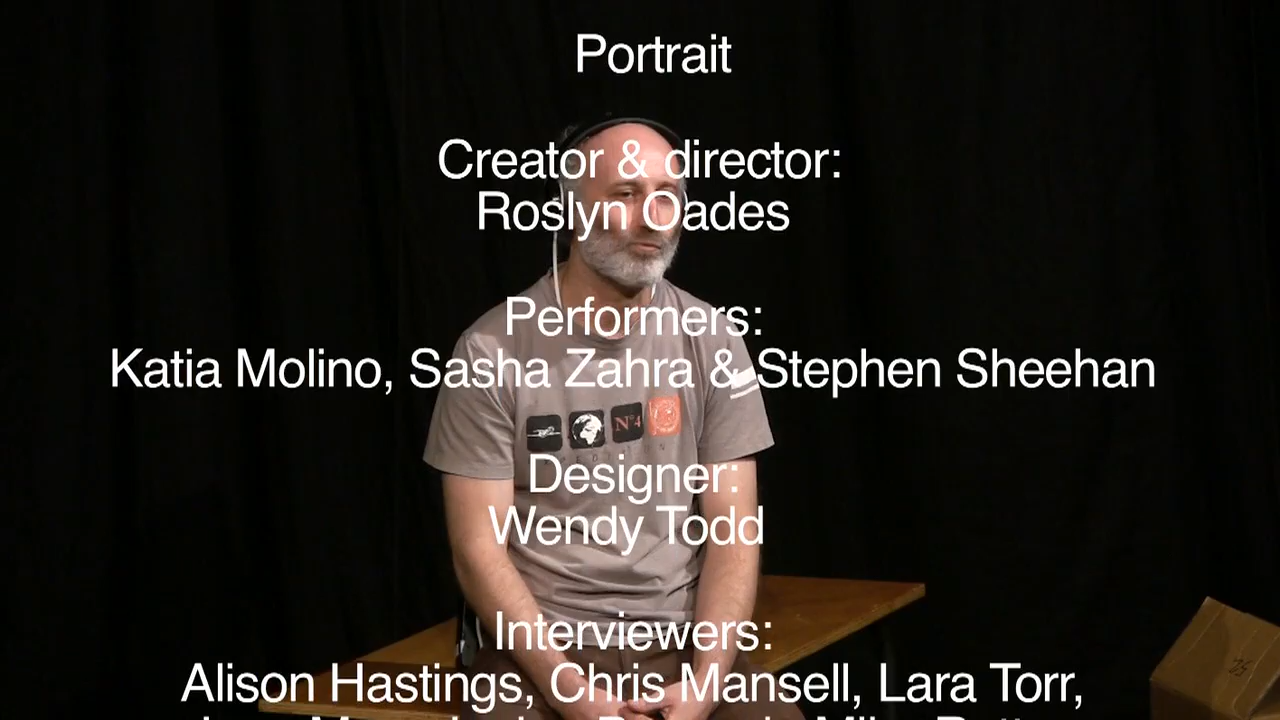 Portrait
Creator & director:
Roslyn Oades
Performers:
Katia Molino, Sasha Zahra & Stephen Sheehan
N°4
Designer:
Wendy Todd
Interviewers:
Alison Hastings, Chris Mansell, Lara Torr,